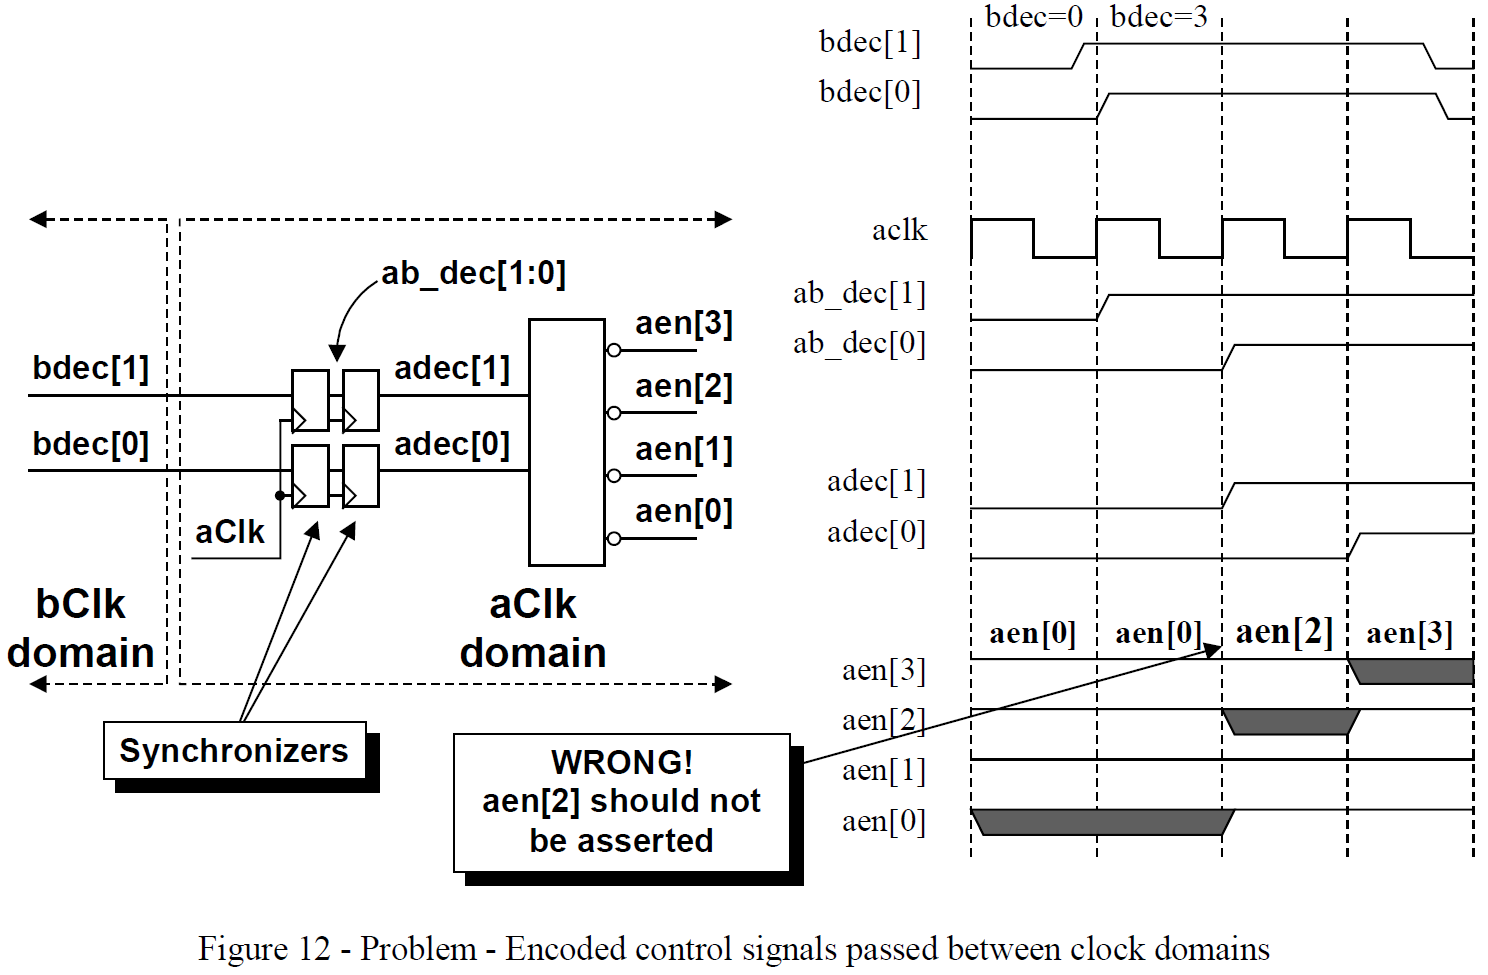 bdec=0 bdec=3
bdec[1]
bdec[0]
aclk
ab_dec[1]
ab_dec[0]
adec[1]
adec[0]
aen[0] aen[0] aen[2] aen[3]
aen[3]
aen[2]
aen[1]
aen[0]
ab_dec[1:0]
bdec[1]
adec[1]
bdec[0]
adec[0]
aClk
aen[3]
aen[2]
aen[1]
aen[0]
bClk
domain
aClk
domain
Synchronizers
WRONG!
aen[2] should not
be asserted
Figure 12 - Problem - Encoded control signals passed between clock domains